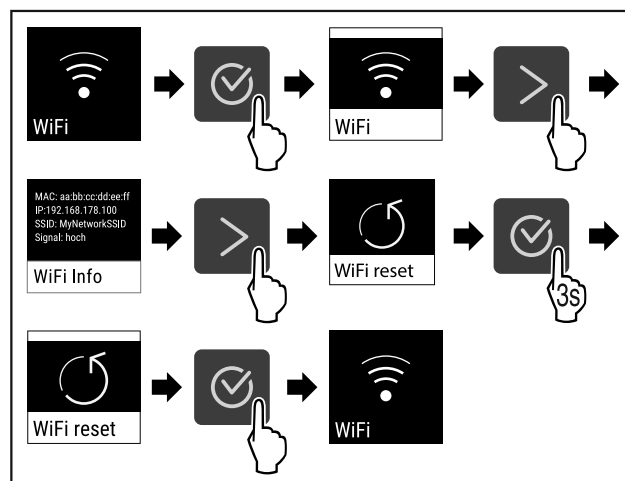 WiFi
WiFi
MAC: aa:bb:cc:dd:ee:ff
IP:192.168.178.100
SSID: MyNetworkSSID
Signal: hoch
WiFi Info
WiFi reset
3s
WiFi reset
WiFi